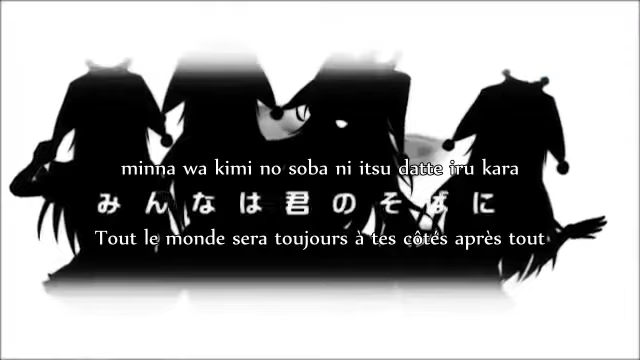 minna wa kimi no soba ni itsu datte iru kara
みんなは君のそばに
Tout le monde sera toujours à tes côtés après tout